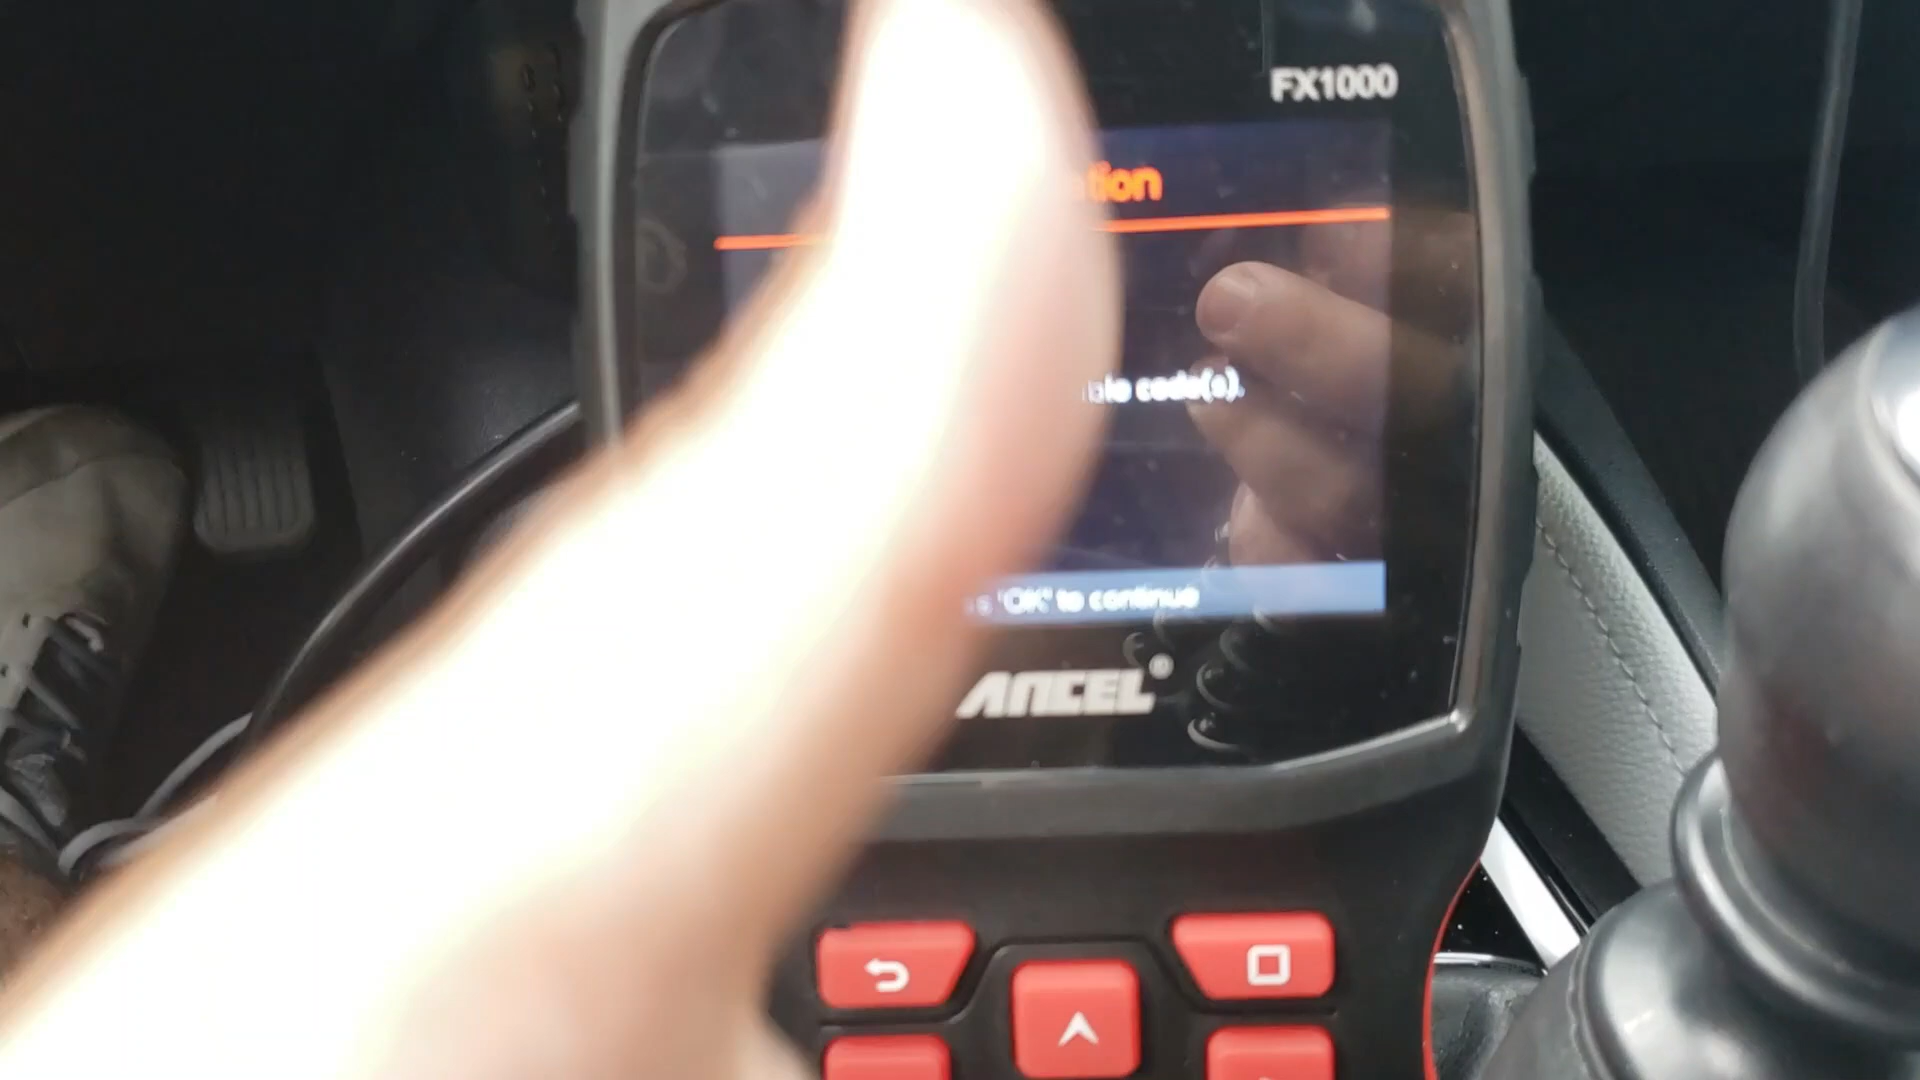 FX1000
tion
le code(s).
s "OK" to continue
ANCEL®